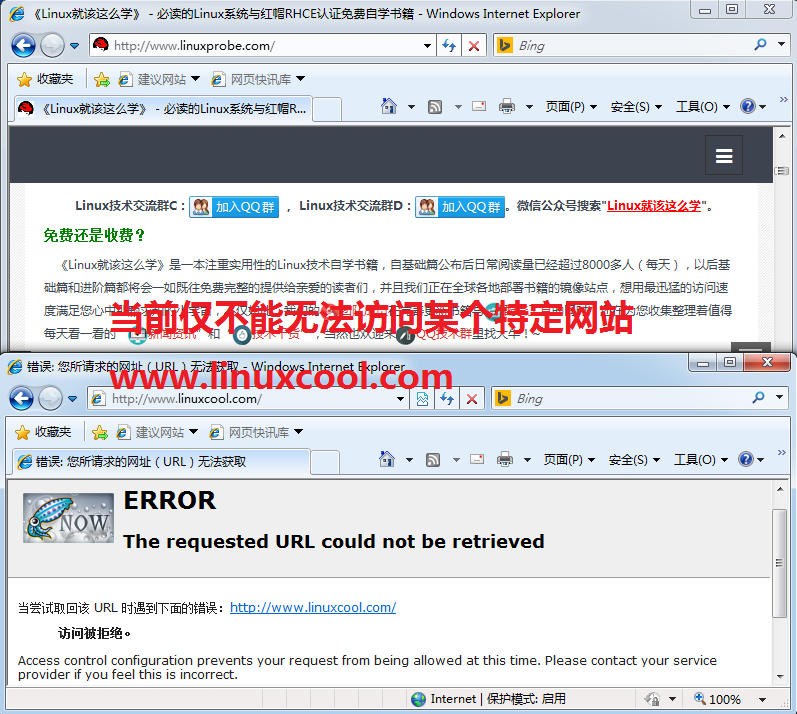 《Linux就该这么学》 - 必读的Linux系统与红帽RHCE认证免费自学书籍 - Windows Internet Explorer
http://www.linuxprobe.com/
Bing
收藏夹 建议网站 网页快讯库
《Linux就该这么学》 - 必读的Linux系统与红帽R...
页面(P) 安全(S) 工具(O)
Linux技术交流群C： 加入QQ群 ， Linux技术交流群D： 加入QQ群 。微信公众号搜索"Linux就该这么学"。
免费还是收费？
《Linux就该这么学》是一本注重实用性的Linux技术自学书籍，自基础篇公布后日常阅读量已经超过8000多人（每天），以后基
础篇和进阶篇都将会一如既往免费完整的提供给亲爱的读者们，并且我们正在全球各地部署书籍的镜像站点，想用最迅猛的访问速
度满足您心中
为您收集整理着值得
每天看一看的 "新闻资讯" 和 "技术干货" ，当然也欢迎来 QQ技术群里找大牛！~
当前仅不能无法访问某个特定网站
www.linuxcool.com
错误: 您所请求的网址（URL）无法获取 - Windows Internet Explorer
http://www.linuxcool.com/
Bing
收藏夹 建议网站 网页快讯库
错误: 您所请求的网址（URL）无法获取
页面(P) 安全(S) 工具(O)
NOW
ERROR
The requested URL could not be retrieved
当尝试取回该 URL 时遇到下面的错误： http://www.linuxcool.com/
访问被拒绝。
Access control configuration prevents your request from being allowed at this time. Please contact your service
provider if you feel this is incorrect.
Internet | 保护模式: 启用
100%